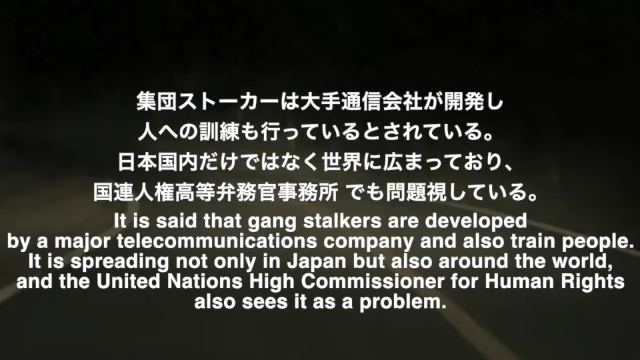 集団ストーカーは大手通信会社が開発し
人への訓練も行っているとされている。
日本国内だけではなく世界に広まっており、
国連人権高等弁務官事務所 でも問題視している。
It is said that gang stalkers are developed
by a major telecommunications company and also train people.
It is spreading not only in Japan but also around the world,
and the United Nations High Commissioner for Human Rights
also sees it as a problem.